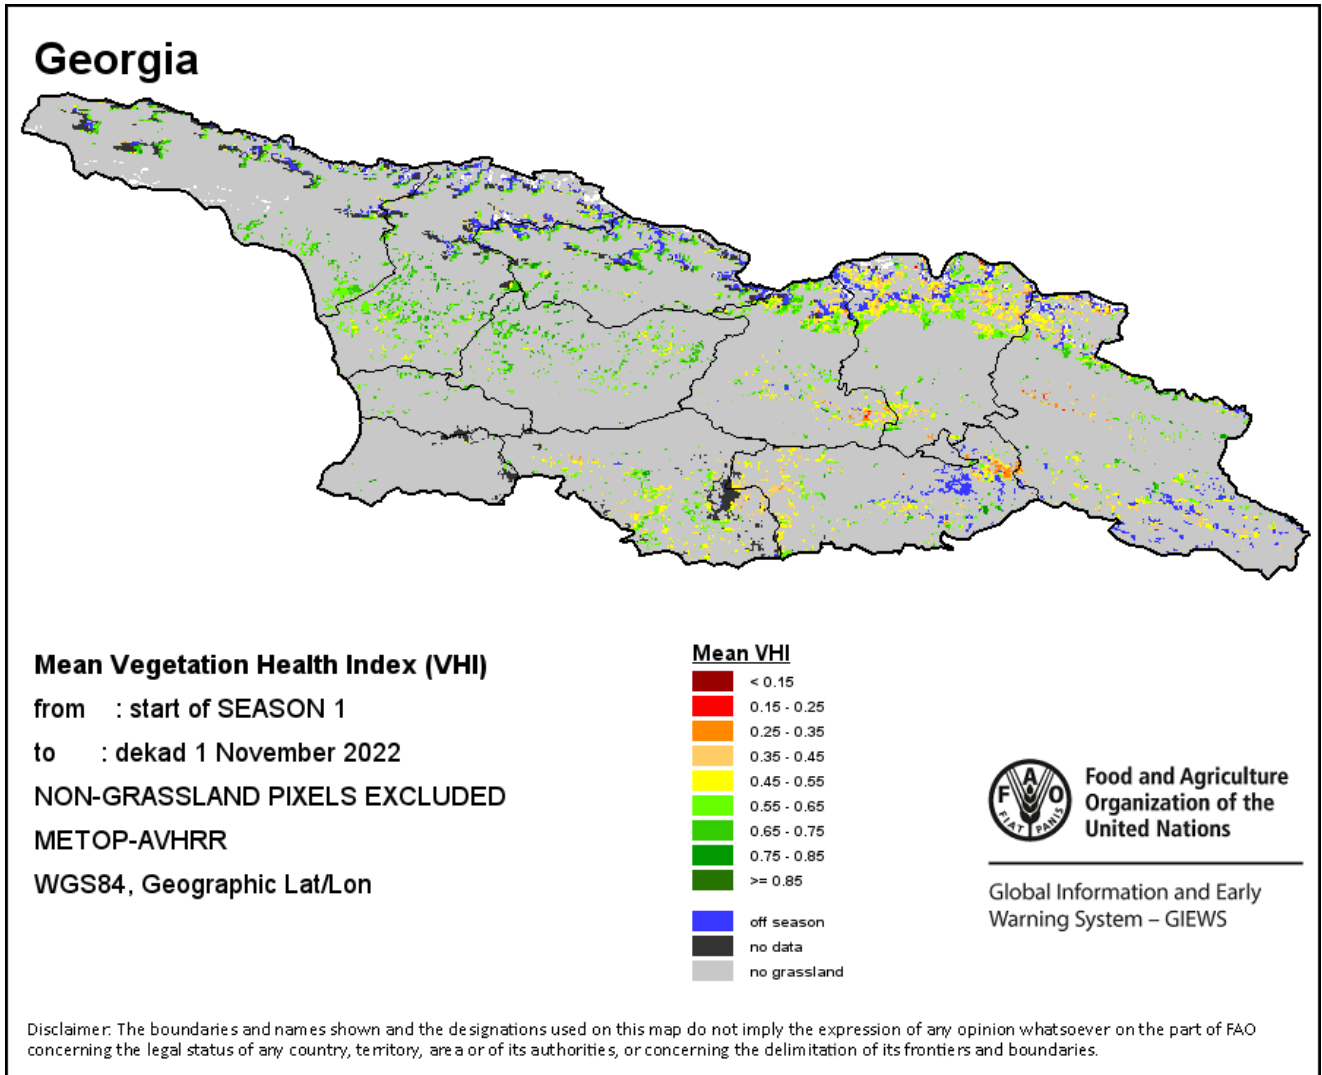 Georgia
Mean Vegetation Health Index (VHI)
from : start of SEASON 1
to : dekad 1 November 2022
NON-GRASSLAND PIXELS EXCLUDED
METOP-AVHRR
WGS84, Geographic Lat/Lon
Mean VHI
< 0.15
0.15 - 0.25
0.25 - 0.35
0.35 - 0.45
0.45 - 0.55
0.55 - 0.65
0.65 - 0.75
0.75 - 0.85
>= 0.85
off season
no data
no grassland
F A O
FIAT PANIS
Food and Agriculture
Organization of the
United Nations
Global Information and Early
Warning System – GIEWS
Disclaimer: The boundaries and names shown and the designations used on this map do not imply the expression of any opinion whatsoever on the part of FAO
concerning the legal status of any country, territory, area or of its authorities, or concerning the delimitation of its frontiers and boundaries.